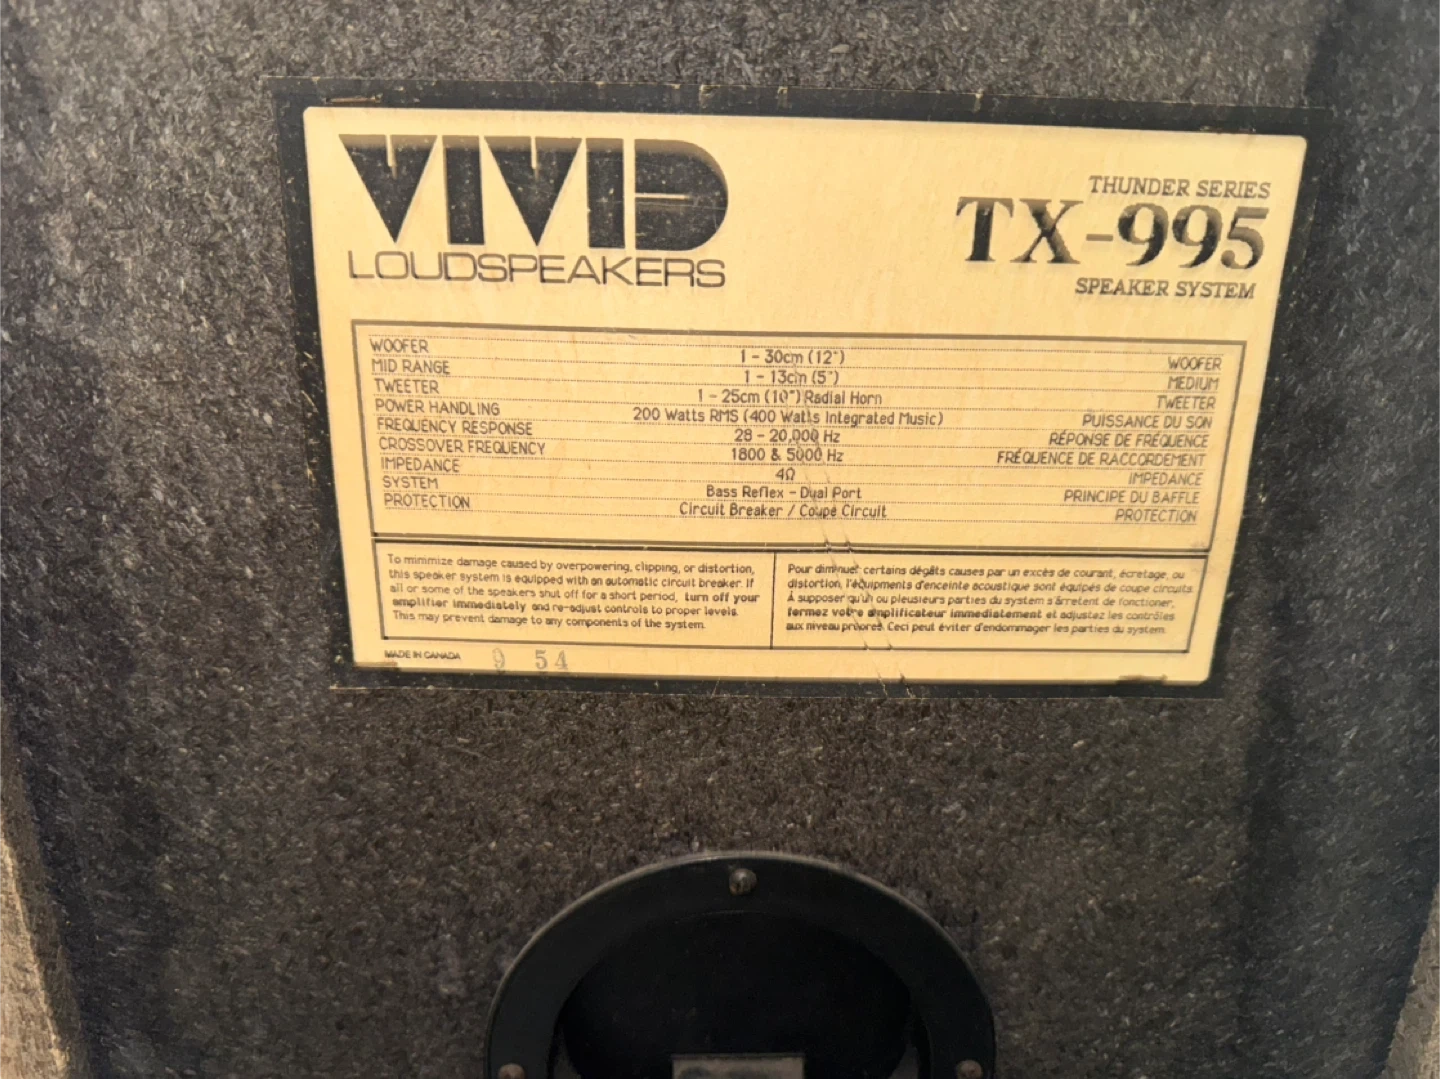 VIVID
LOUDSPEAKERS
THUNDER SERIES
TX-995
SPEAKER SYSTEM
WOOFER 1 - 30cm (12") WOOFER
MID RANGE 1 - 13cm (5") MEDIUM
TWEETER 1 - 25cm (10") Radial Horn TWEETER
POWER HANDLING 200 Watts RMS (400 Watts Integrated Music) PUISSANCE DU SON
FREQUENCY RESPONSE 28 - 20,000 Hz RÉPONSE DE FRÉQUENCE
CROSSOVER FREQUENCY 1800 & 5000 Hz FRÉQUENCE DE RACCORDEMENT
IMPEDANCE 4Ω IMPEDANCE
SYSTEM Bass Reflex - Dual Port PRINCIPE DU BAFFLE
PROTECTION Circuit Breaker / Coupe Circuit PROTECTION
To minimize damage caused by overpowering, clipping, or distortion,
this speaker system is equipped with an automatic circuit breaker. If
all or some of the speakers shut off for a short period, turn off your
amplifier immediately and re-adjust controls to proper levels.
This may prevent damage to any components of the system.
Pour diminuer certains dégâts causes par un excès de courant, écretage, ou
distortion, l'équipments d'enceinte acoustique sont équipés de coupe circuits.
À supposer qu'un ou pleusieurs parties du system s'arretent de fonctioner,
fermez votre amplificateur immediatement et adjustez les contrôles
aux niveau priores. Ceci peut éviter d'endommager les parties du system.
MADE IN CANADA 9 54